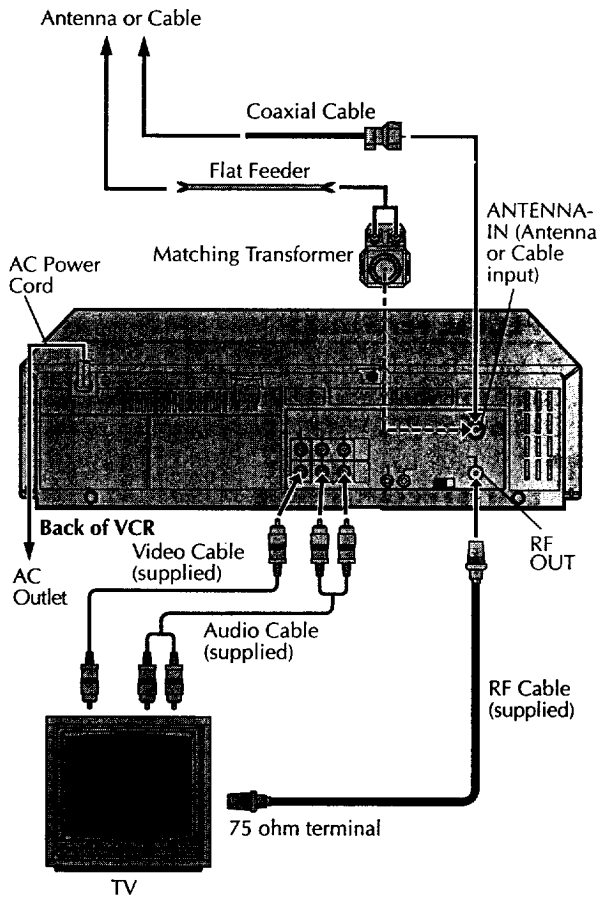 Antenna or Cable
Coaxial Cable
Flat Feeder
ANTENNA-
IN (Antenna
or Cable
input)
Matching Transformer
AC Power
Cord
Back of VCR
RF
OUT
Video Cable
(supplied)
AC
Outlet
Audio Cable
(supplied)
RF Cable
(supplied)
75 ohm terminal
TV